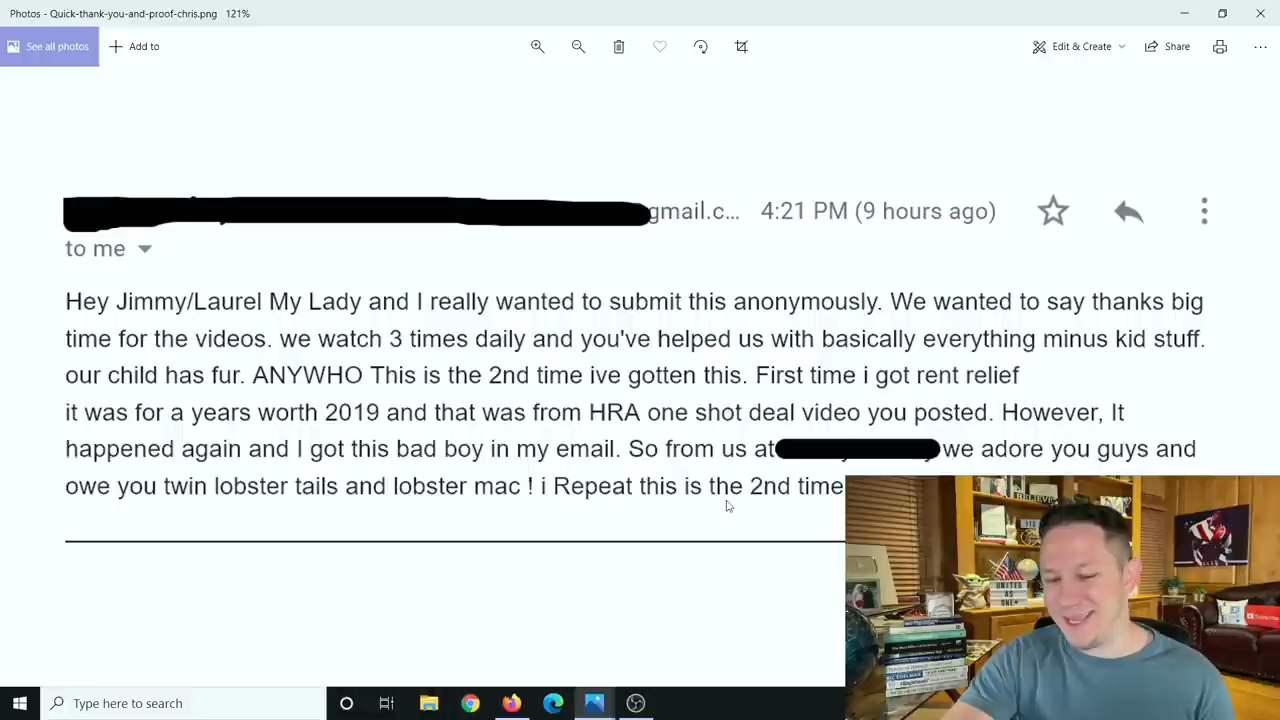 Photos - Quick-thank-you-and-proof-chris.png 121%
See all photos
Add to
Edit & Create
Share
gmail.c... 4:21 PM (9 hours ago)
to me
Hey Jimmy/Laurel My Lady and I really wanted to submit this anonymously. We wanted to say thanks big
time for the videos. we watch 3 times daily and you've helped us with basically everything minus kid stuff.
our child has fur. ANYWHO This is the 2nd time ive gotten this. First time i got rent relief
it was for a years worth 2019 and that was from HRA one shot deal video you posted. However, It
happened again and I got this bad boy in my email. So from us at we adore you guys and
owe you twin lobster tails and lobster mac ! i Repeat this is the 2nd time
BELIEVE
UNITED
AS
ONE
Type here to search